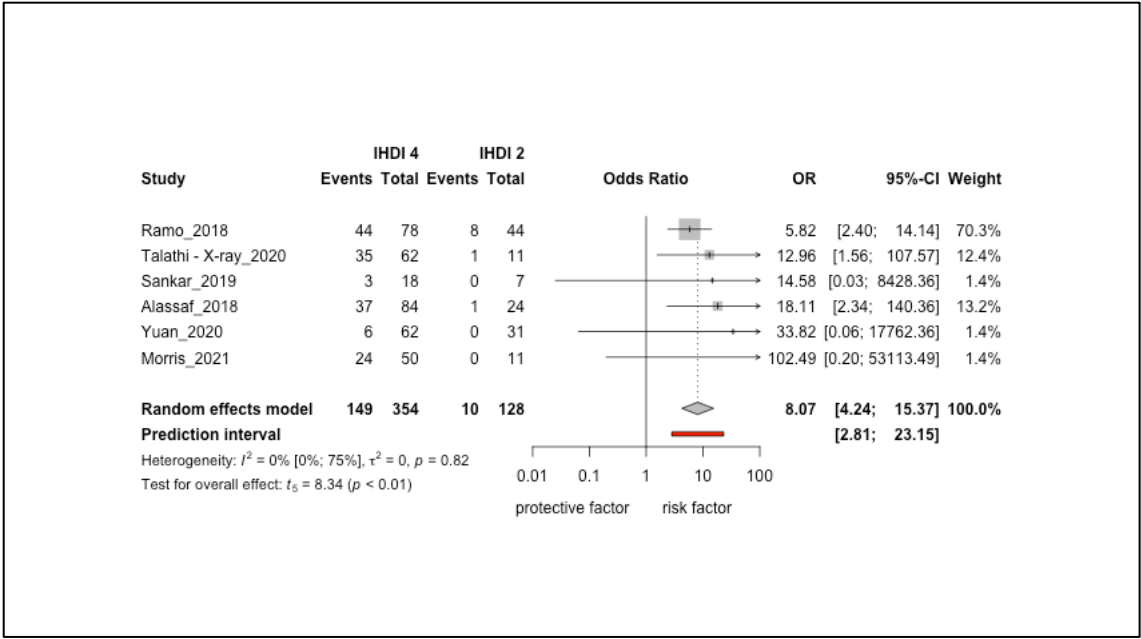 IHDI 4 IHDI 2
Study Events Total Events Total Odds Ratio OR 95%-CI Weight
Ramo_2018 44 78 8 44 5.82 [2.40; 14.14] 70.3%
Talathi - X-ray_2020 35 62 1 11 12.96 [1.56; 107.57] 12.4%
Sankar_2019 3 18 0 7 14.58 [0.03; 8428.36] 1.4%
Alassaf_2018 37 84 1 24 18.11 [2.34; 140.36] 13.2%
Yuan_2020 6 62 0 31 33.82 [0.06; 17762.36] 1.4%
Morris_2021 24 50 0 11 102.49 [0.20; 53113.49] 1.4%
Random effects model 149 354 10 128 8.07 [4.24; 15.37] 100.0%
Prediction interval [2.81; 23.15]
Heterogeneity: I² = 0% [0%; 75%], τ² = 0, p = 0.82
Test for overall effect: t₅ = 8.34 (p < 0.01)
0.01 0.1 1 10 100
protective factor risk factor